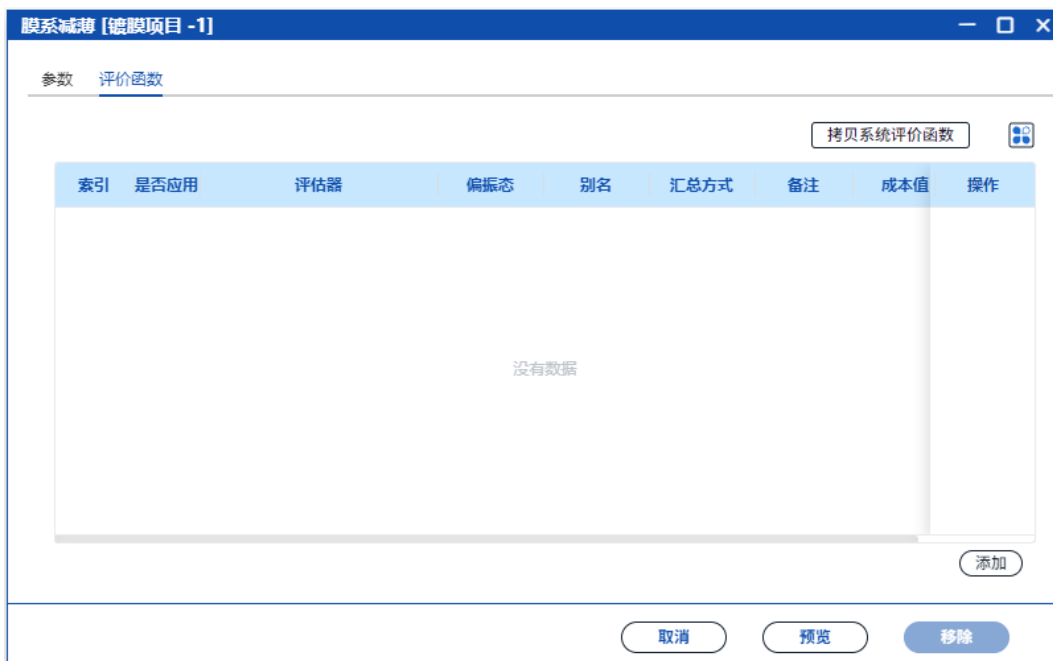 膜系减薄 [镀膜项目 -1]
参数 评价函数
拷贝系统评价函数
索引 是否应用 评估器 偏振态 别名 汇总方式 备注 成本值 操作
没有数据
添加
取消 预览 移除